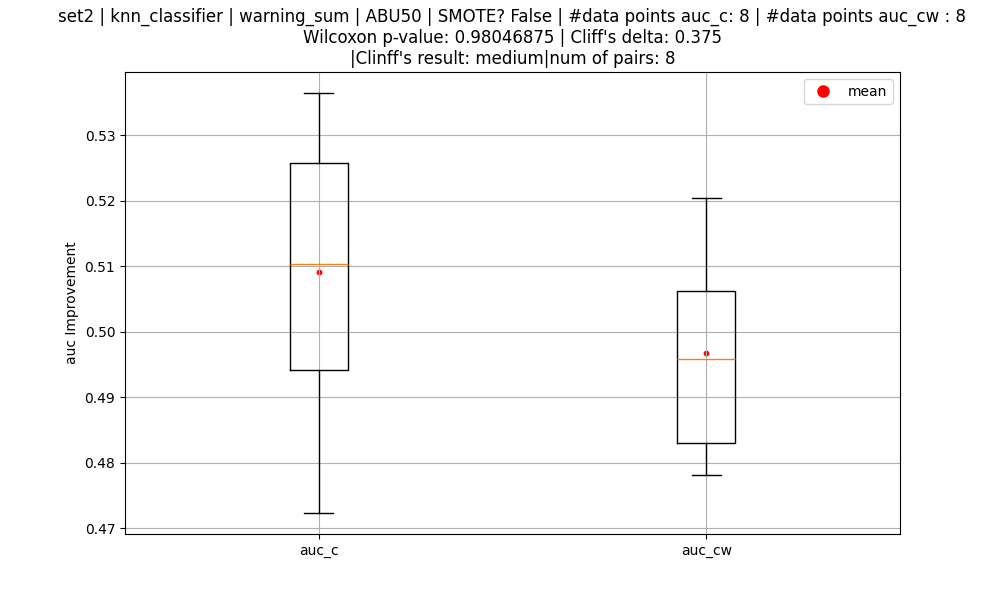 set2 | knn_classifier | warning_sum | ABU50 | SMOTE? False | #data points auc_c: 8 | #data points auc_cw : 8
Wilcoxon p-value: 0.98046875 | Cliff's delta: 0.375
|Clinff's result: medium|num of pairs: 8
mean
0.53
0.52
0.51
0.50
0.49
0.48
0.47
auc Improvement
auc_c
auc_cw